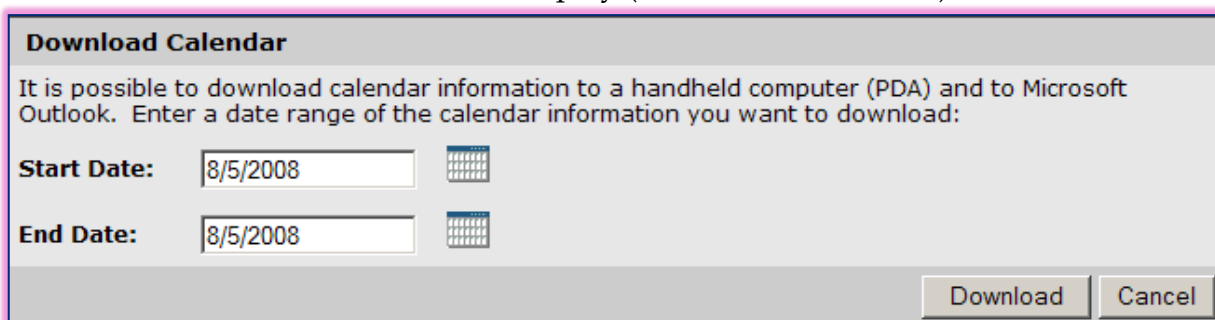 Download Calendar
It is possible to download calendar information to a handheld computer (PDA) and to Microsoft
Outlook.  Enter a date range of the calendar information you want to download:
Start Date: 8/5/2008
End Date: 8/5/2008
Download Cancel